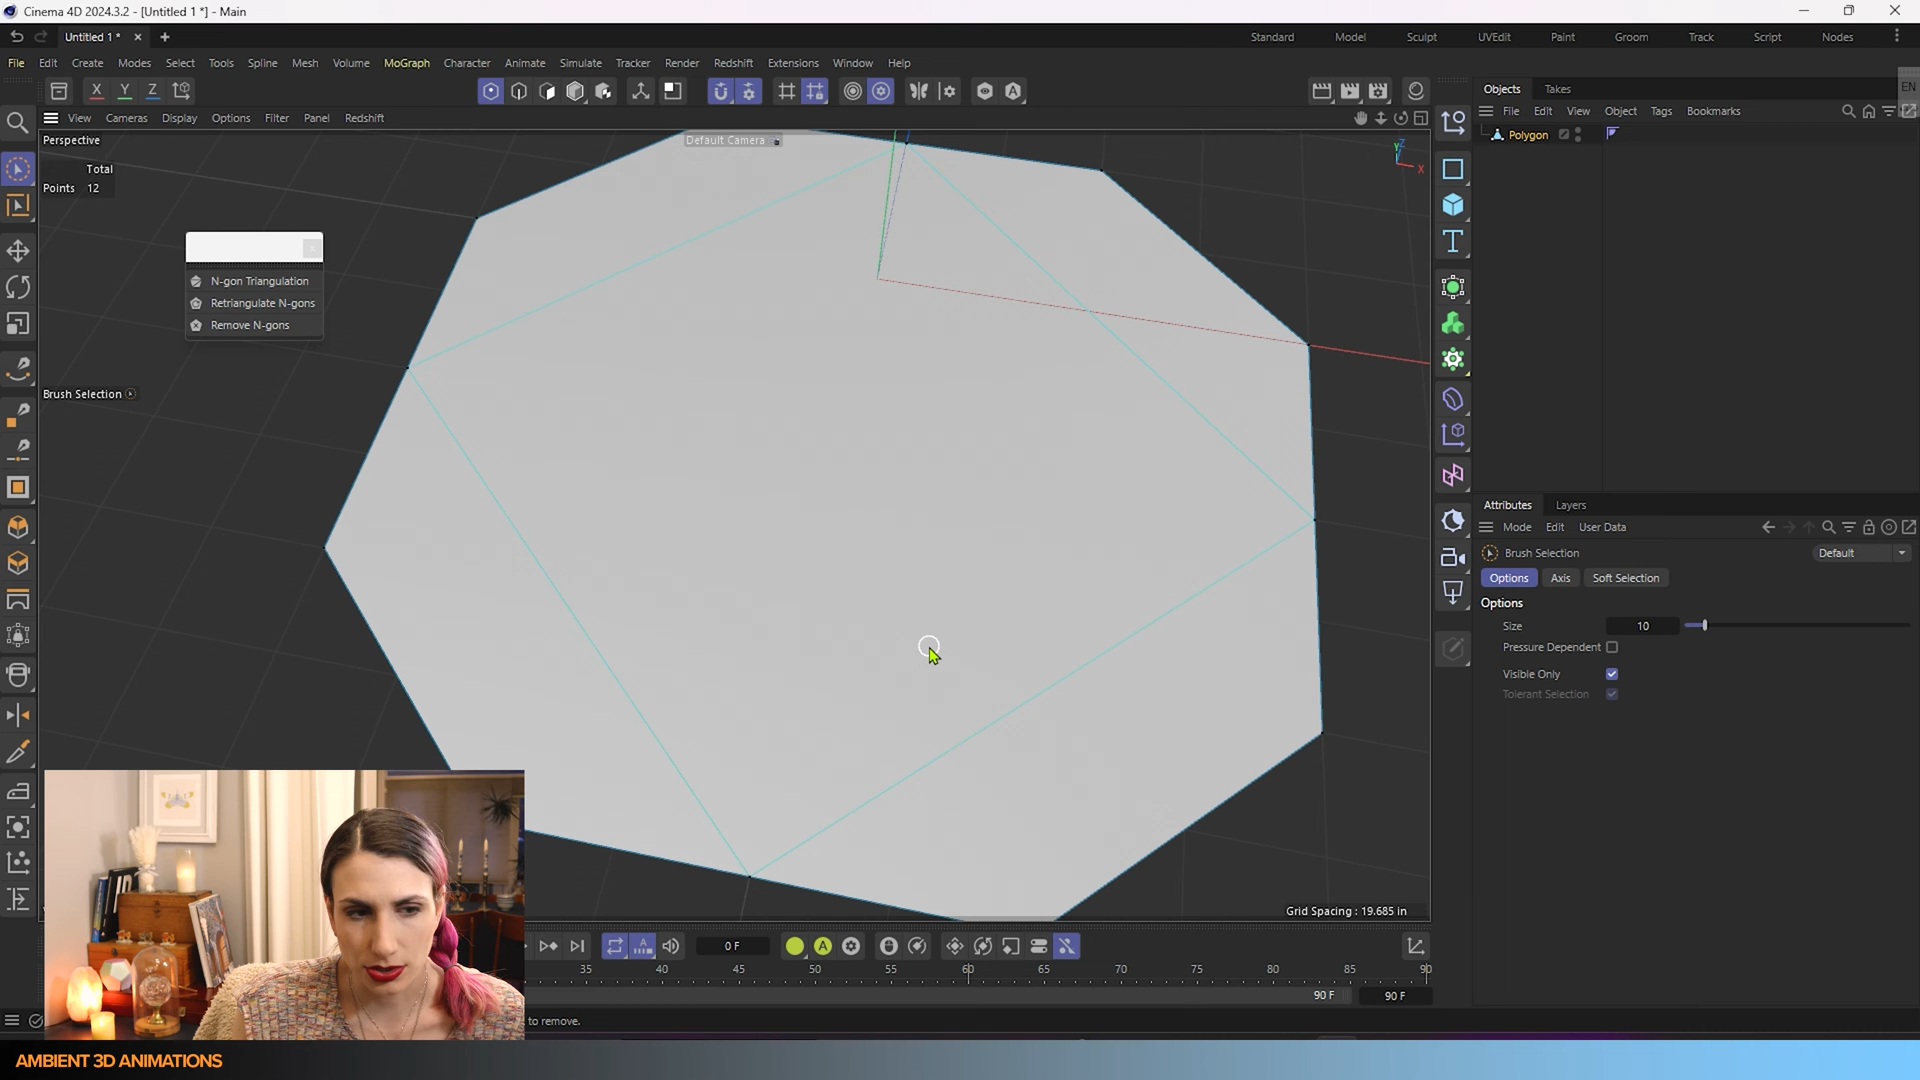 Cinema 4D 2024.3.2 - [Untitled 1 *] - Main
Untitled 1 *
Standard Model Sculpt UVEdit Paint Groom Track Script Nodes
File Edit Create Modes Select Tools Spline Mesh Volume MoGraph Character Animate Simulate Tracker Render Redshift Extensions Window Help
X Y Z
EN
Objects Takes
View Cameras Display Options Filter Panel Redshift
File Edit View Object Tags Bookmarks
Perspective
Default Camera
Polygon
Y
Z
X
Total
Points 12
N-gon Triangulation
Retriangulate N-gons
Remove N-gons
Brush Selection
Attributes Layers
Mode Edit User Data
Brush Selection
Default
Options Axis Soft Selection
Options
Size 10
Pressure Dependent
Visible Only
Tolerant Selection
Grid Spacing : 19.685 in
0 F
35 40 45 50 55 60 65 70 75 80 85 90
90 F 90 F
to remove.
AMBIENT 3D ANIMATIONS